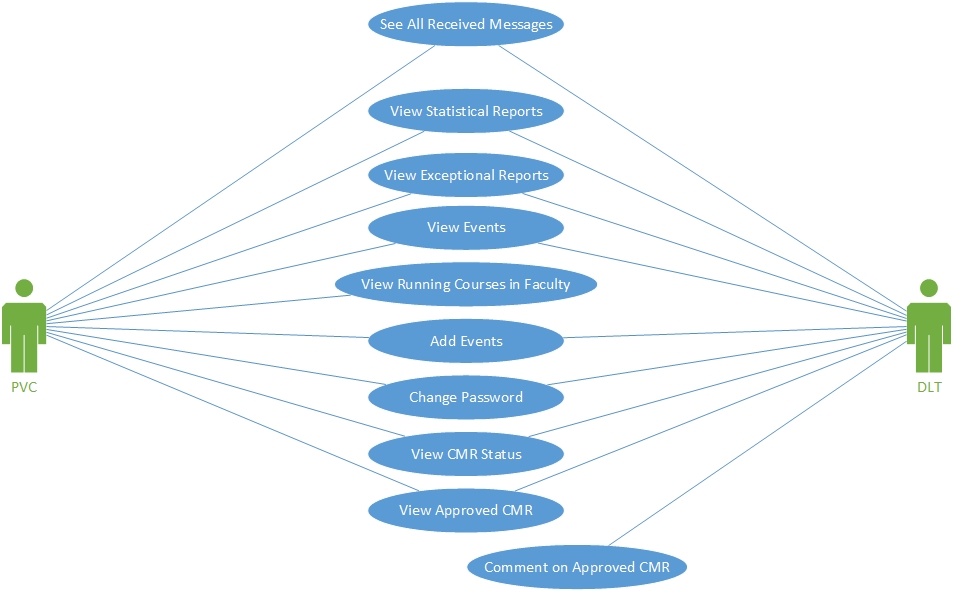 See All Received Messages
View Statistical Reports
View Exceptional Reports
View Events
View Running Courses in Faculty
Add Events
PVC
DLT
Change Password
View CMR Status
View Approved CMR
Comment on Approved CMR